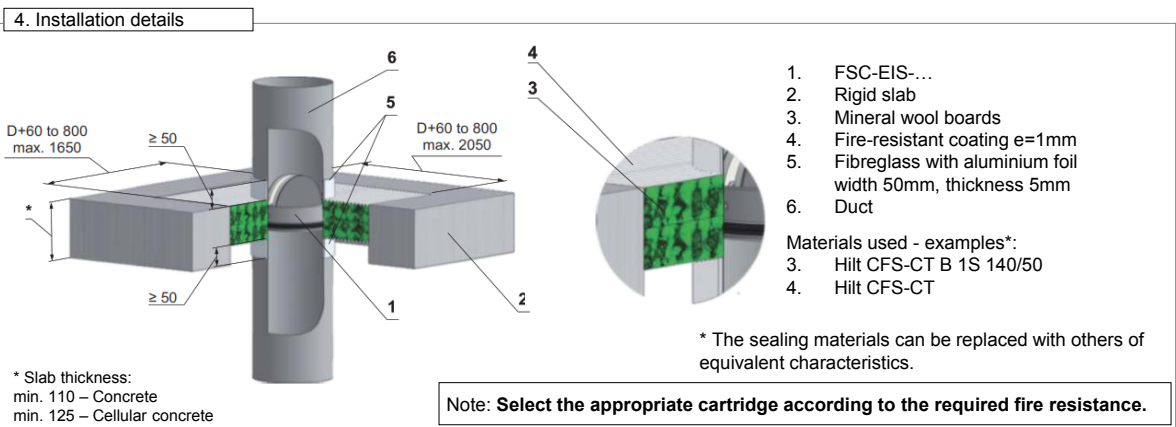 4. Installation details
6
5
D+60 to 800
max. 1650
≥ 50
D+60 to 800
max. 2050
*
≥ 50
1
2
* Slab thickness:
min. 110 – Concrete
min. 125 – Cellular concrete
4
3
1. FSC-EIS-…
2. Rigid slab
3. Mineral wool boards
4. Fire-resistant coating e=1mm
5. Fibreglass with aluminium foil
width 50mm, thickness 5mm
6. Duct
Materials used - examples*:
3. Hilt CFS-CT B 1S 140/50
4. Hilt CFS-CT
* The sealing materials can be replaced with others of
equivalent characteristics.
Note: Select the appropriate cartridge according to the required fire resistance.